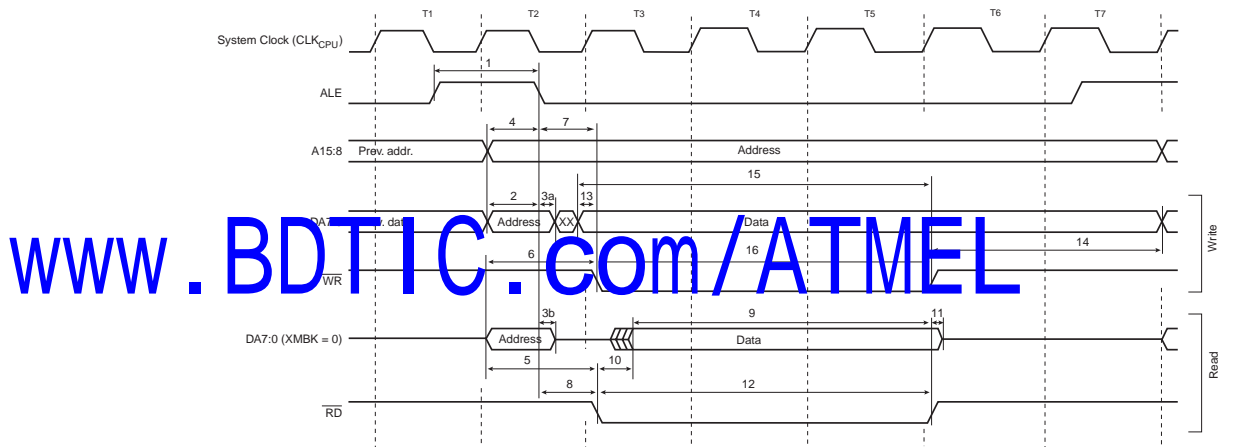 T1 T2 T3 T4 T5 T6 T7
System Clock (CLKCPU)
1
ALE
4 7
A15:8 Prev. addr. Address
15
2 3a 13
DA7 v. dat Address XX Data
14
6 16
www.BDTIC.com/ATMEL
WR
Write
3b 9 11
DA7:0 (XMBK = 0) Address Data
5 10
8 12
RD
Read